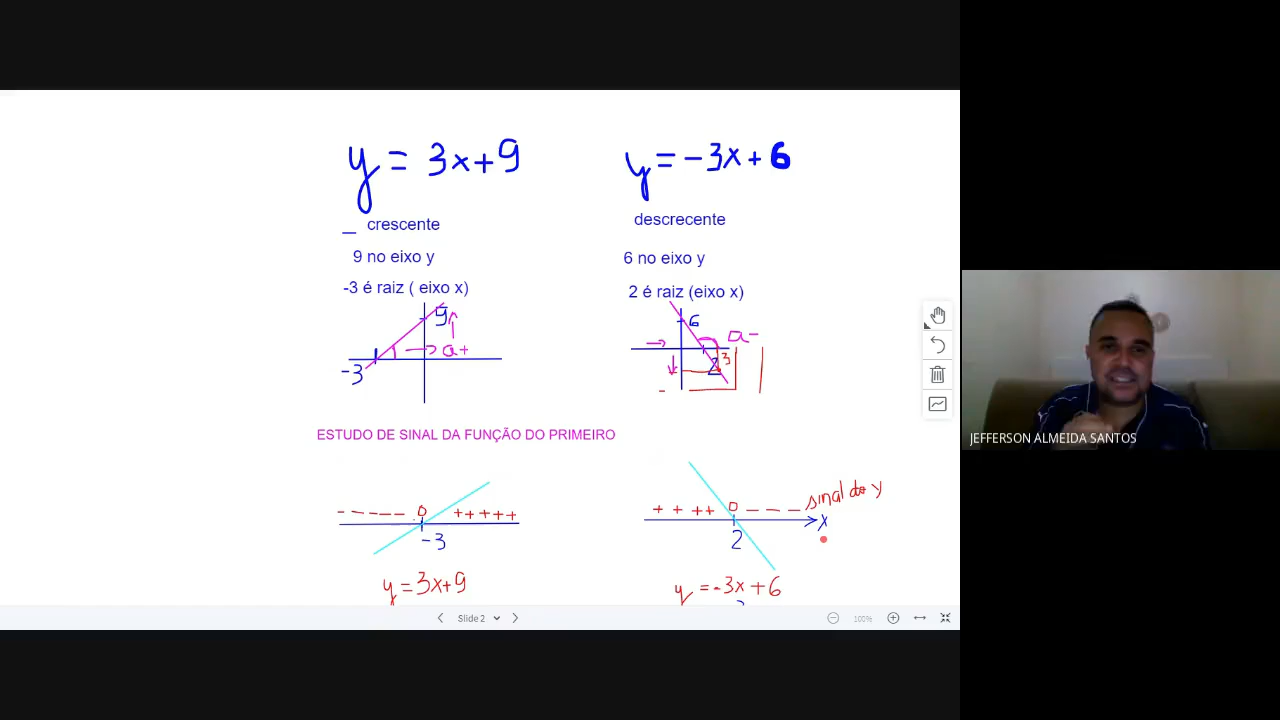 y = 3x+9
y = -3x+6
_ crescente
descrecente
9 no eixo y
6 no eixo y
-3 é raiz ( eixo x)
2 é raiz (eixo x)
9
a+
-3
6
a-
3
2
-
ESTUDO DE SINAL DA FUNÇÃO DO PRIMEIRO
- - - - - 0 + + + + +
-3
y = 3x+9
+ + + + 0 - - - sinal do y
x
2
y = -3x+6
Slide 2
100%
JEFFERSON ALMEIDA SANTOS